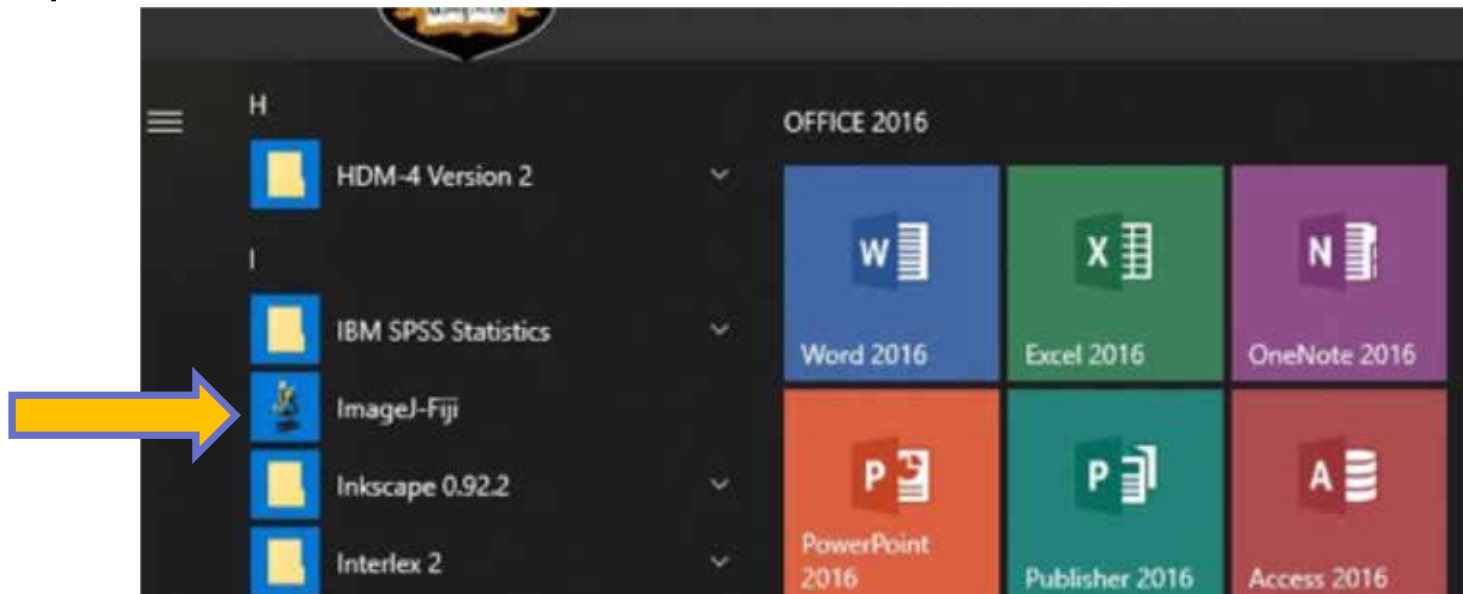 H
HDM-4 Version 2
I
IBM SPSS Statistics
ImageJ-Fiji
Inkscape 0.92.2
Interlex 2
OFFICE 2016
W
Word 2016
X
Excel 2016
N
OneNote 2016
P
PowerPoint
2016
P
Publisher 2016
A
Access 2016